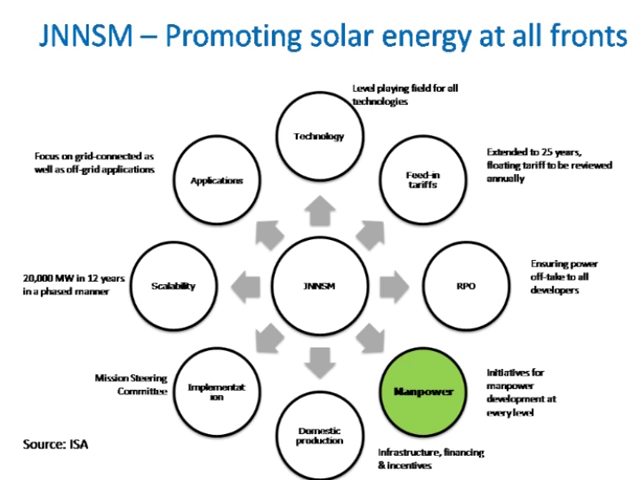 JNNSM – Promoting solar energy at all fronts
Level playing field for all
technologies
Technology
Focus on grid-connected as
well as off-grid applications
Applications
Feed-in
tariffs
Extended to 25 years,
floating tariff to be reviewed
annually
20,000 MW in 12 years
in a phased manner
Scalability
JNNSM
RPO
Ensuring power
off-take to all
developers
Mission Steering
Committee
Implementat
ion
Manpower
Initiatives for
manpower
development at
every level
Domestic
production
Infrastructure, financing
& incentives
Source: ISA